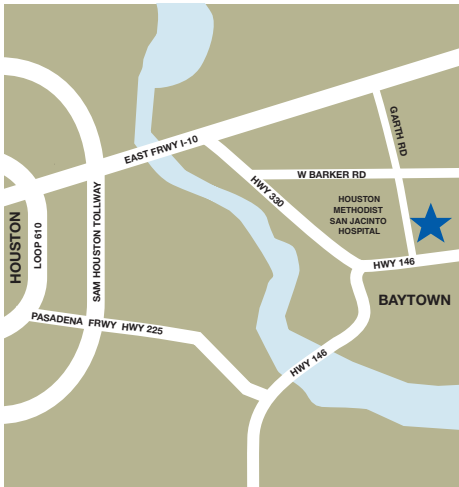 GARTH RD
EAST FRWY I-10
W BARKER RD
HWY 330
HOUSTON
METHODIST
SAN JACINTO
HOSPITAL
HOUSTON
LOOP 610
SAM HOUSTON TOLLWAY
HWY 146
BAYTOWN
PASADENA FRWY HWY 225
HWY 146